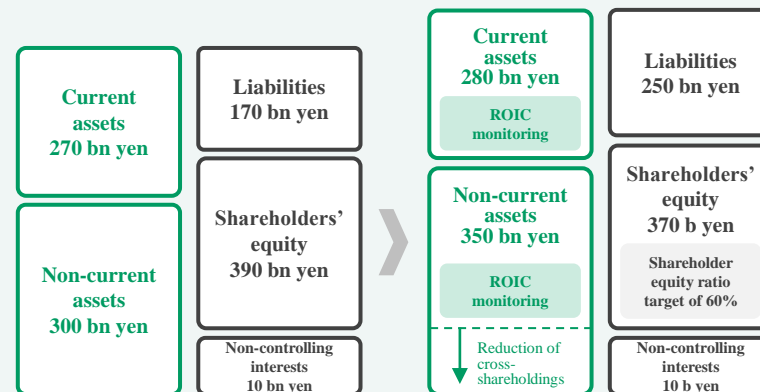 Current
assets
270 bn yen
Non-current
assets
300 bn yen
Liabilities
170 bn yen
Shareholders’
equity
390 bn yen
Non-controlling
interests
10 bn yen
Current
assets
280 bn yen
ROIC
monitoring
Non-current
assets
350 bn yen
ROIC
monitoring
Reduction of
cross-
shareholdings
Liabilities
250 bn yen
Shareholders’
equity
370 b yen
Shareholder
equity ratio
target of 60%
Non-controlling
interests
10 b yen